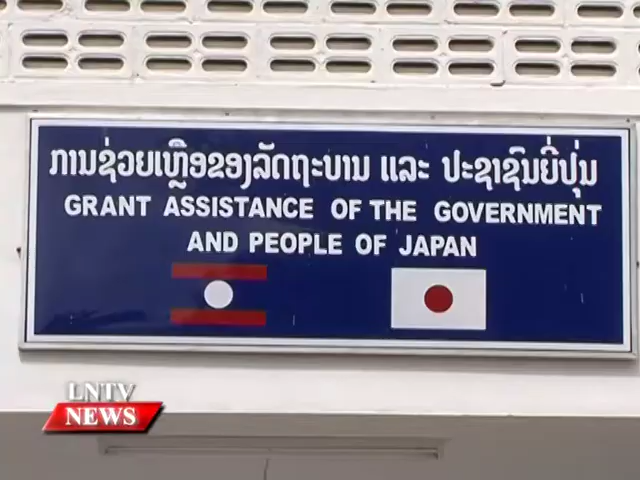 ການຊ່ວຍເຫຼືອຂອງລັດຖະບານ ແລະ ປະຊາຊົນຍີ່ປຸ່ນ
GRANT ASSISTANCE OF THE GOVERNMENT
AND PEOPLE OF JAPAN
LNTV
NEWS